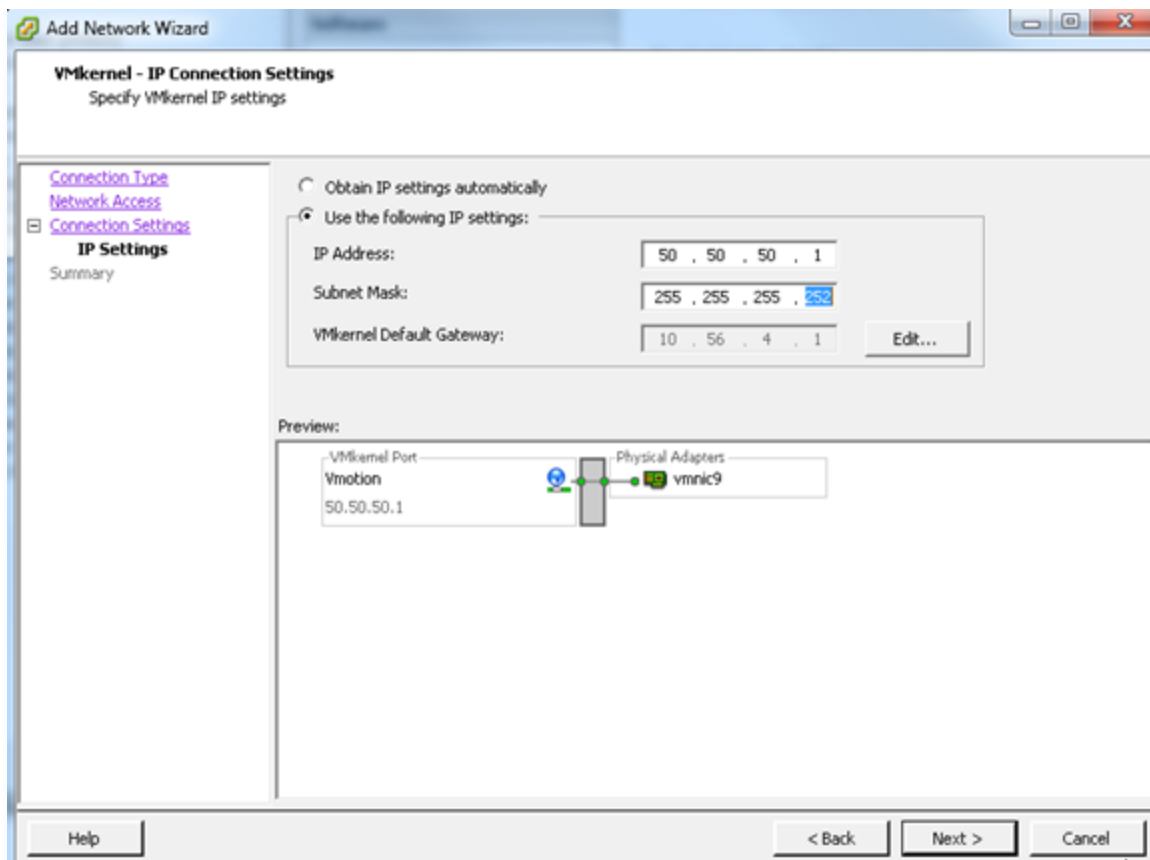 Add Network Wizard
VMkernel - IP Connection Settings
Specify VMkernel IP settings
Connection Type
Network Access
Connection Settings
IP Settings
Summary
Obtain IP settings automatically
Use the following IP settings:
IP Address: 50 . 50 . 50 . 1
Subnet Mask: 255 . 255 . 255 . 252
VMkernel Default Gateway: 10 . 56 . 4 . 1 Edit...
Preview:
VMkernel Port
Vmotion
50.50.50.1
Physical Adapters
vmnic9
Help < Back Next > Cancel